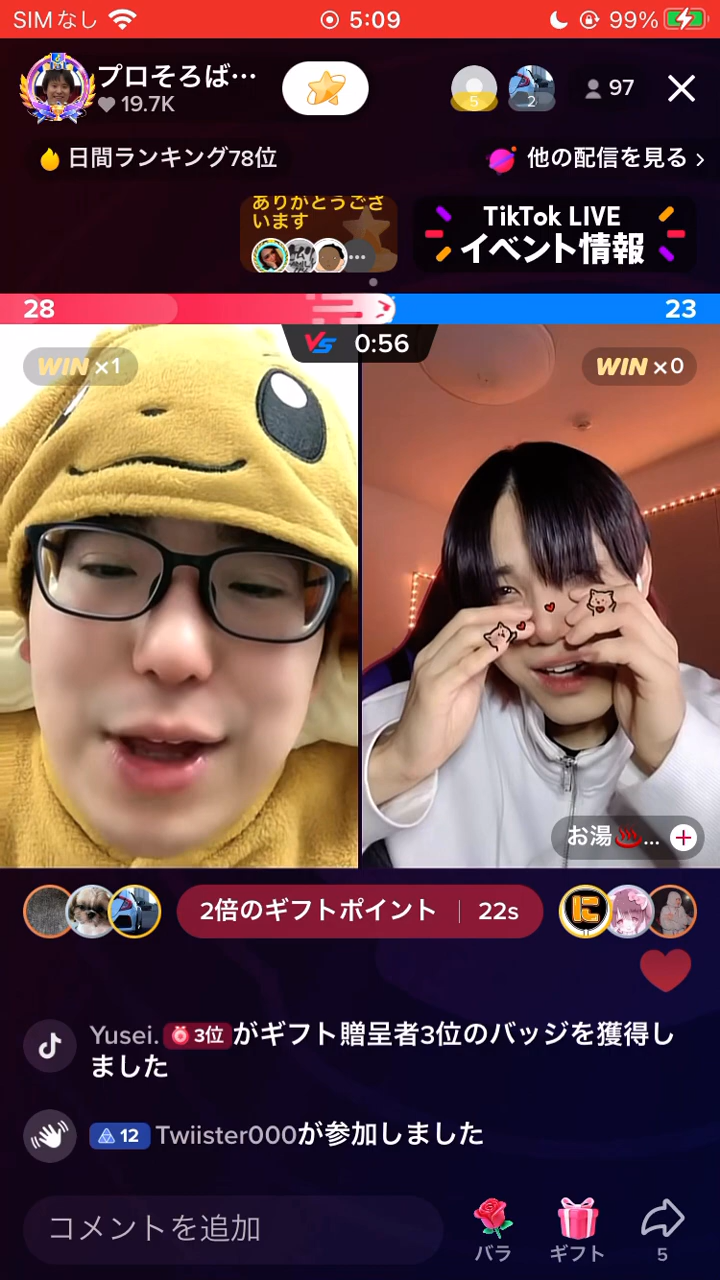 SIMなし
5:09
99%
プロそろば…
19.7K
5
2
97
日間ランキング78位
他の配信を見る
ありがとうござ
います
TikTok LIVE
イベント情報
28
VS 0:56
23
WIN ×1
WIN ×0
お湯♨️...
2倍のギフトポイント | 22s
に
Yusei. 3位がギフト贈呈者3位のバッジを獲得し
ました
12 Twiister000が参加しました
コメントを追加
バラ
ギフト
5